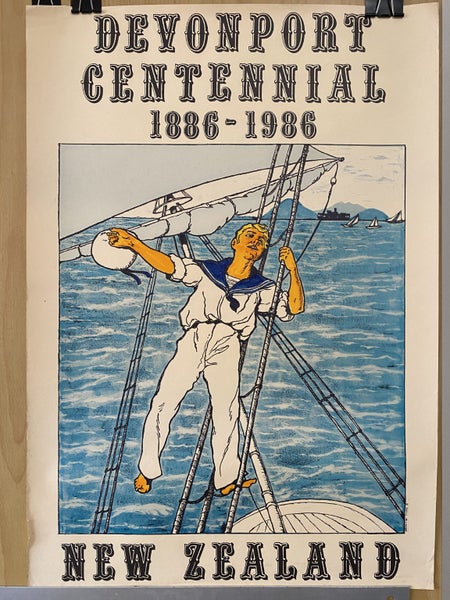 DEVONPORT
CENTENNIAL
1886-1986
NEW ZEALAND